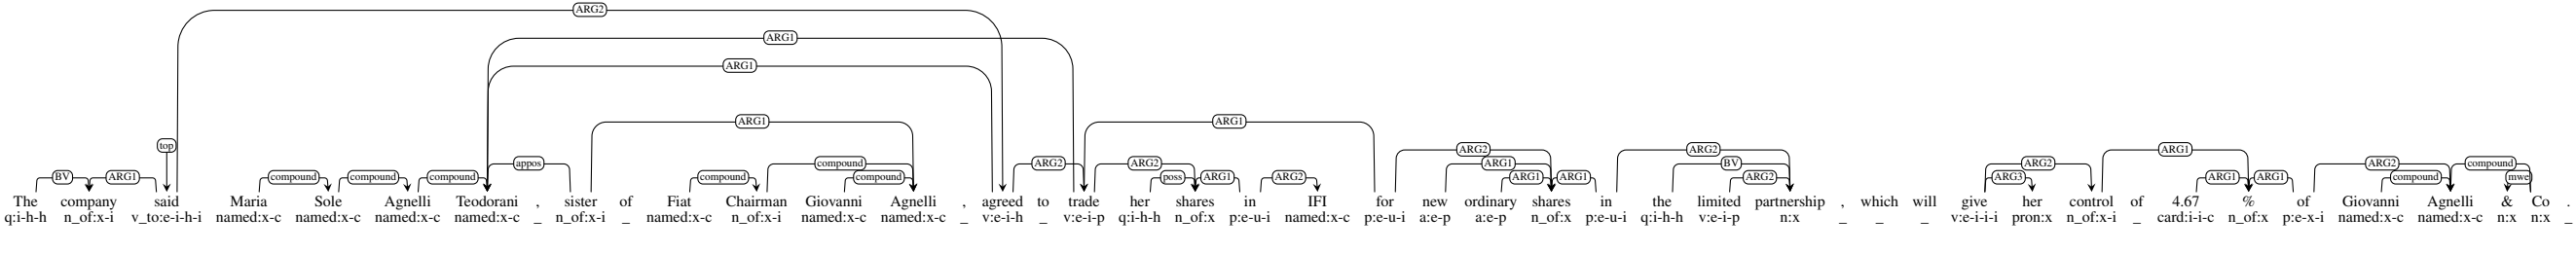 ARG2
ARG1
ARG1
ARG1 ARG1
top ARG2 ARG2 ARG1
appos compound ARG2 ARG2 ARG1 BV ARG2 ARG2 compound
BV ARG1 compound compound compound compound compound poss ARG1 ARG2 ARG1 ARG1 ARG2 ARG3 ARG1 ARG1 compound mwe
The company said Maria Sole Agnelli Teodorani , sister of Fiat Chairman Giovanni Agnelli , agreed to trade her shares in IFI for new ordinary shares in the limited partnership , which will give her control of 4.67 % of Giovanni Agnelli & Co .
q:i-h-h n_of:x-i v_to:e-i-h-i named:x-c named:x-c named:x-c named:x-c _ n_of:x-i _ named:x-c n_of:x-i named:x-c named:x-c _ v:e-i-h _ v:e-i-p q:i-h-h n_of:x p:e-u-i named:x-c p:e-u-i a:e-p a:e-p n_of:x p:e-u-i q:i-h-h v:e-i-p n:x _ _ _ v:e-i-i-i pron:x n_of:x-i _ card:i-i-c n_of:x p:e-x-i named:x-c named:x-c n:x n:x _